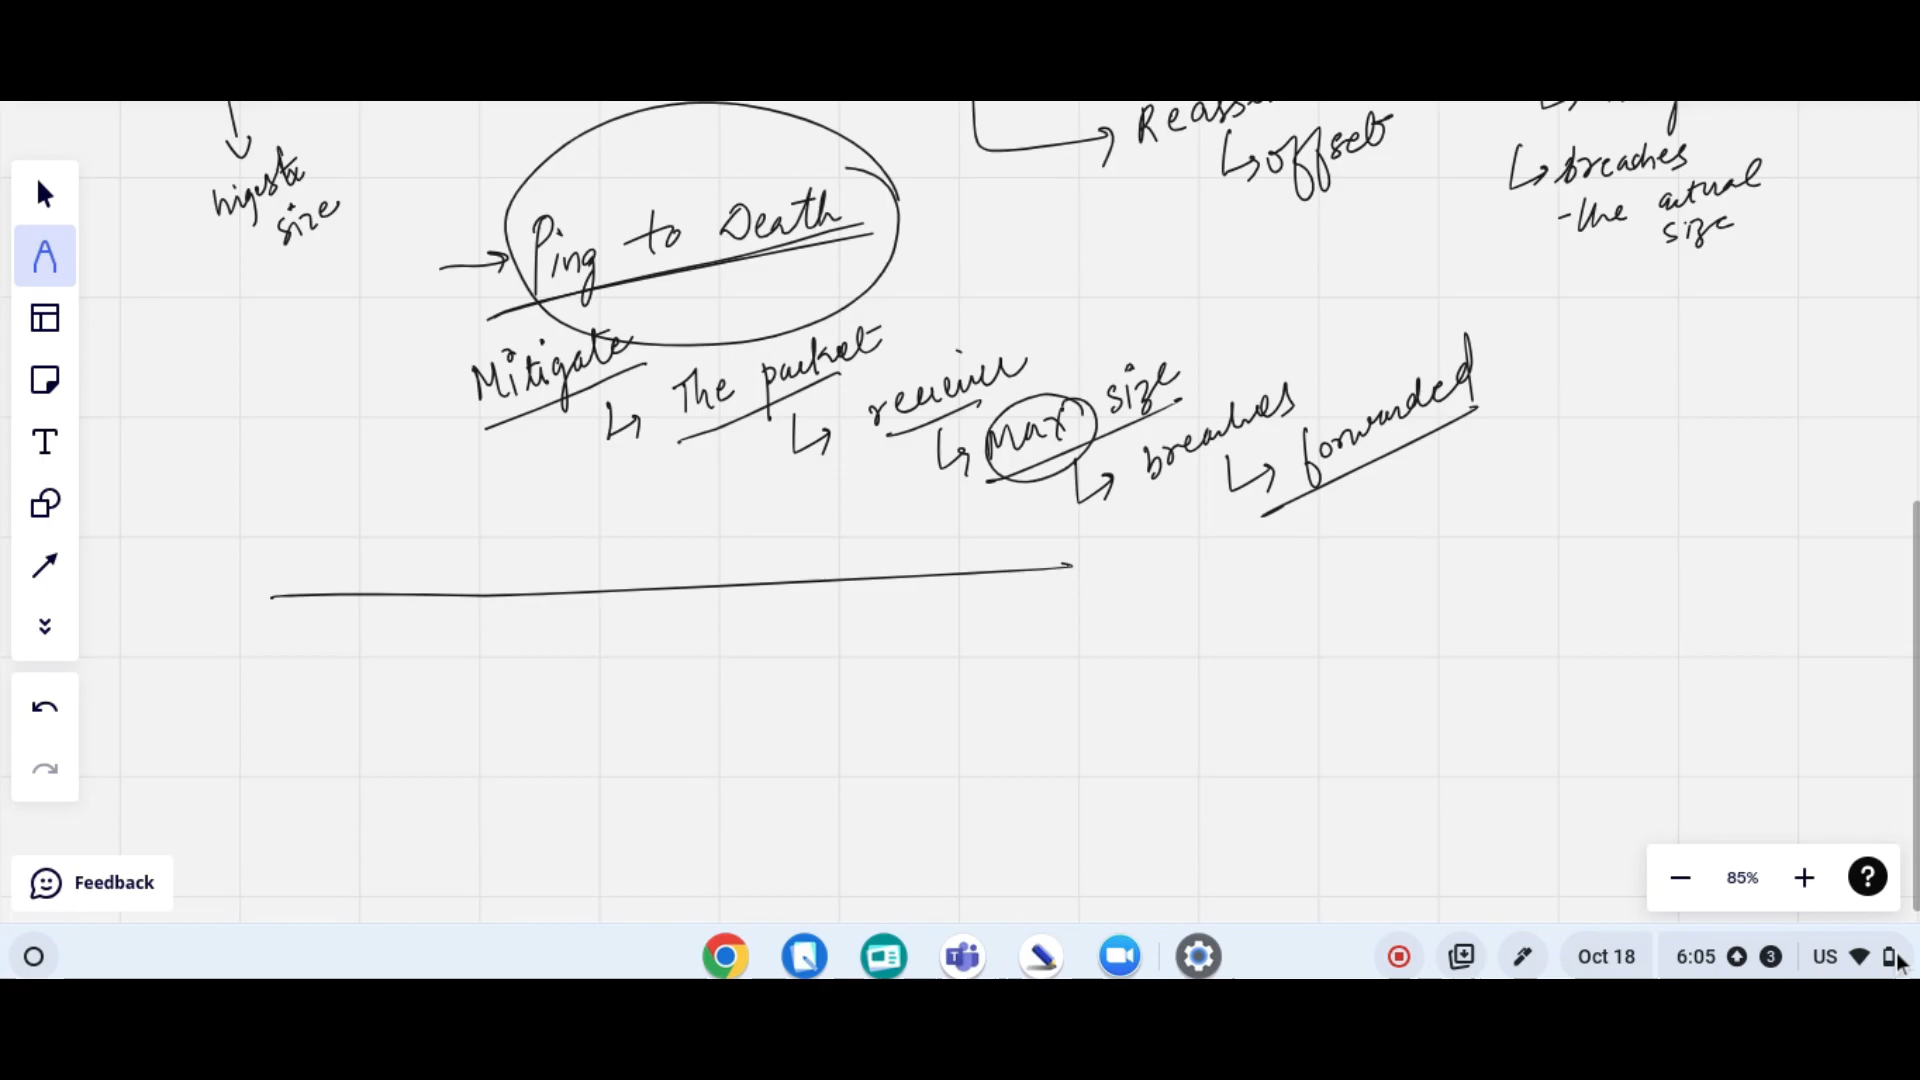 Reass
offset
breaches
the actual
size
higest
size
Ping to Death
Mitigate
The packet
receiver
Max size
breaches
forwarded
T
Feedback
85%
?
Oct 18
6:05
3
US